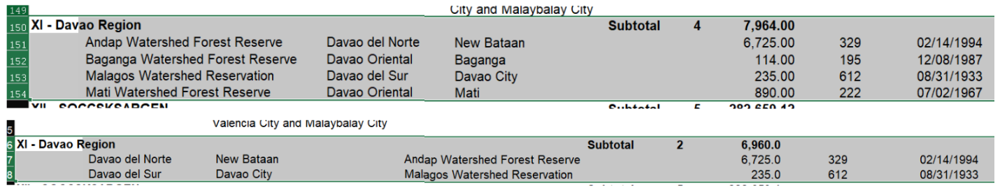 149 City and Malaybalay City
150 XI - Davao Region Subtotal 4 7,964.00
151 Andap Watershed Forest Reserve Davao del Norte New Bataan 6,725.00 329 02/14/1994
152 Baganga Watershed Forest Reserve Davao Oriental Baganga 114.00 195 12/08/1987
153 Malagos Watershed Reservation Davao del Sur Davao City 235.00 612 08/31/1933
154 Mati Watershed Forest Reserve Davao Oriental Mati 890.00 222 07/02/1967
XII - SOCCSKSARGEN Subtotal 5 282,659.12
5 Valencia City and Malaybalay City
6 XI - Davao Region Subtotal 2 6,960.0
7 Davao del Norte New Bataan Andap Watershed Forest Reserve 6,725.0 329 02/14/1994
8 Davao del Sur Davao City Malagos Watershed Reservation 235.0 612 08/31/1933